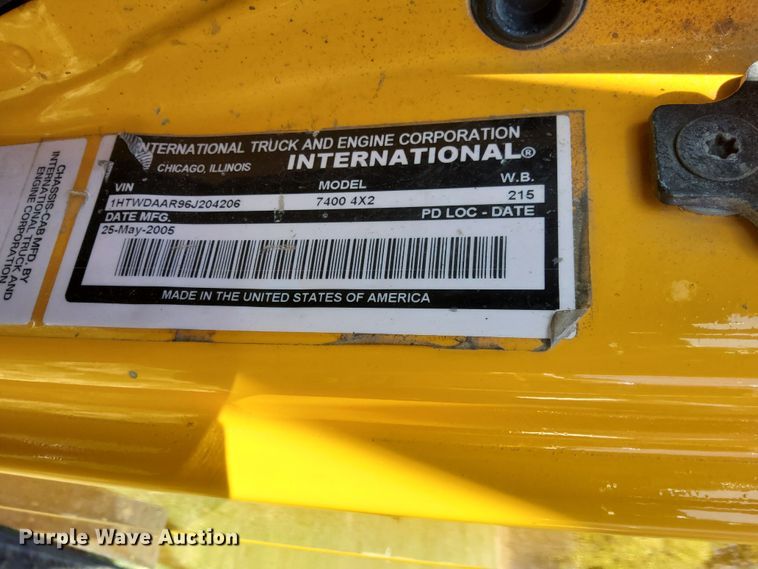 INTERNATIONAL TRUCK AND ENGINE CORPORATION
CHICAGO, ILLINOIS INTERNATIONAL®
VIN MODEL W.B.
1HTWDAAR96J204206 7400 4X2 215
DATE MFG. PD LOC - DATE
25-May-2005
MADE IN THE UNITED STATES OF AMERICA
CHASSIS-CAB MFD. BY
INTERNATIONAL TRUCK AND
ENGINE CORPORATION
Purple Wave Auction